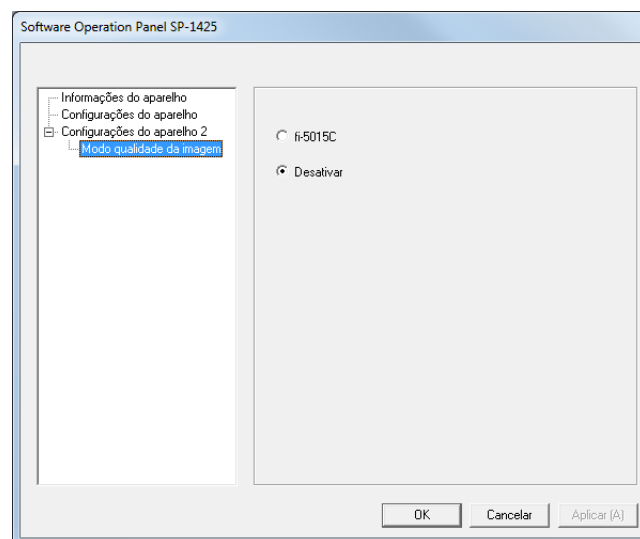 Software Operation Panel SP-1425
Informações do aparelho
Configurações do aparelho
Configurações do aparelho 2
Modo qualidade da imagem
fi-5015C
Desativar
OK
Cancelar
Aplicar (A)